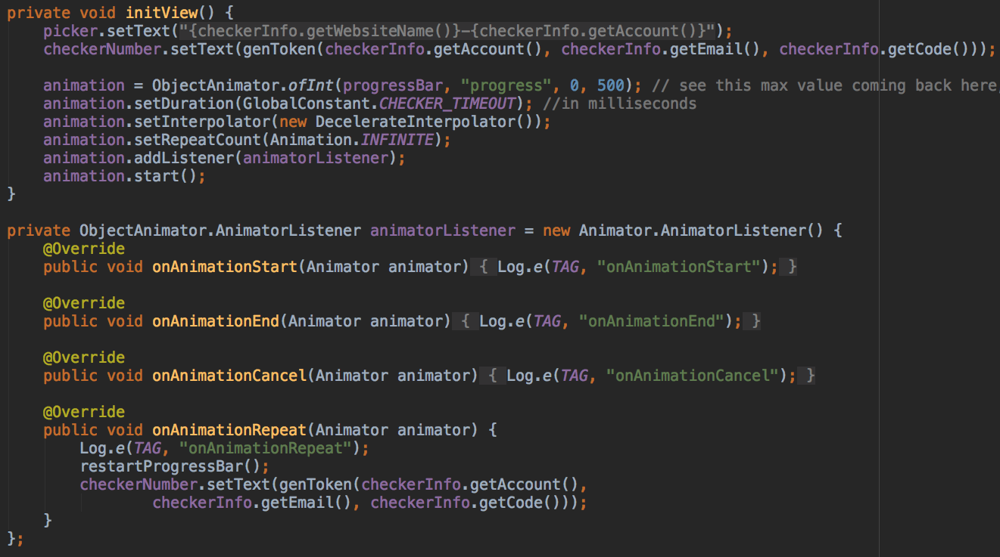 private void initView() {
picker.setText("{checkerInfo.getWebsiteName()}–{checkerInfo.getAccount()}");
checkerNumber.setText(genToken(checkerInfo.getAccount(), checkerInfo.getEmail(), checkerInfo.getCode()));
animation = ObjectAnimator.ofInt(progressBar, "progress", 0, 500); // see this max value coming back here,
animation.setDuration(GlobalConstant.CHECKER_TIMEOUT); //in milliseconds
animation.setInterpolator(new DecelerateInterpolator());
animation.setRepeatCount(Animation.INFINITE);
animation.addListener(animatorListener);
animation.start();
}
private ObjectAnimator.AnimatorListener animatorListener = new Animator.AnimatorListener() {
@Override
public void onAnimationStart(Animator animator) { Log.e(TAG, "onAnimationStart"); }
@Override
public void onAnimationEnd(Animator animator) { Log.e(TAG, "onAnimationEnd"); }
@Override
public void onAnimationCancel(Animator animator) { Log.e(TAG, "onAnimationCancel"); }
@Override
public void onAnimationRepeat(Animator animator) {
Log.e(TAG, "onAnimationRepeat");
restartProgressBar();
checkerNumber.setText(genToken(checkerInfo.getAccount(),
checkerInfo.getEmail(), checkerInfo.getCode()));
}
};